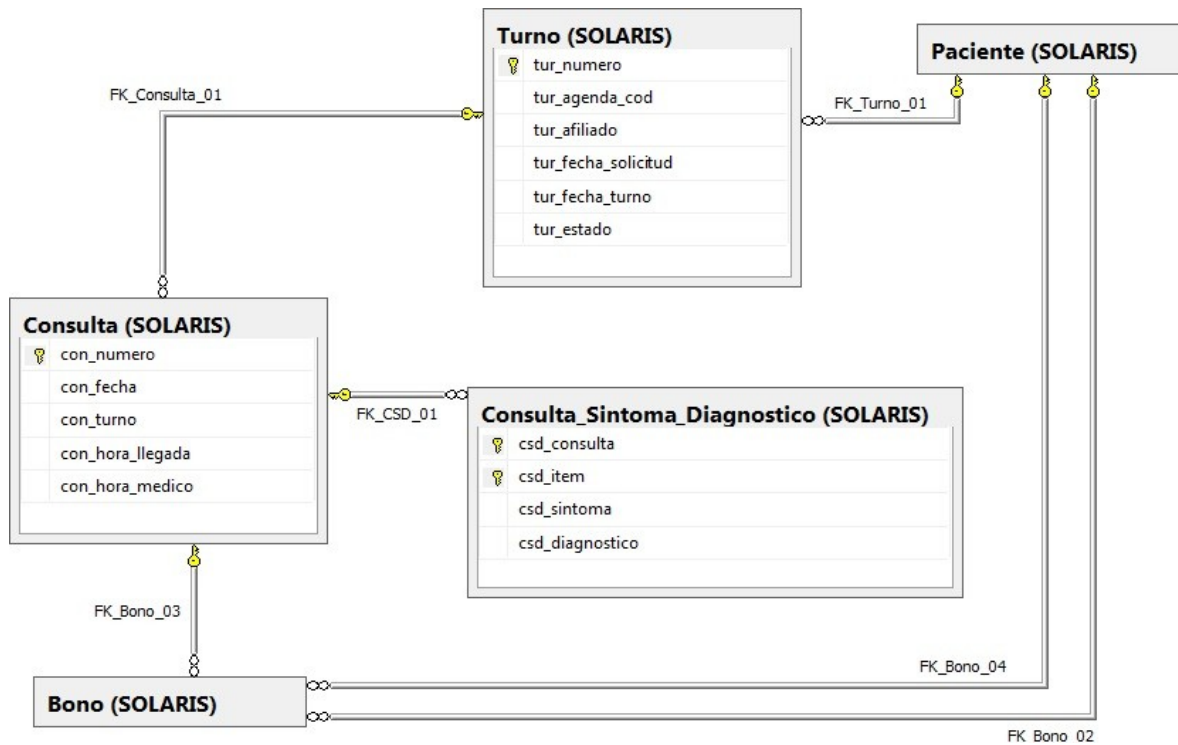 Turno (SOLARIS)
tur_numero
tur_agenda_cod
tur_afiliado
tur_fecha_solicitud
tur_fecha_turno
tur_estado
Paciente (SOLARIS)
FK_Consulta_01
FK_Turno_01
Consulta (SOLARIS)
con_numero
con_fecha
con_turno
con_hora_llegada
con_hora_medico
FK_CSD_01
Consulta_Sintoma_Diagnostico (SOLARIS)
csd_consulta
csd_item
csd_sintoma
csd_diagnostico
FK_Bono_03
Bono (SOLARIS)
FK_Bono_04
FK_Bono_02